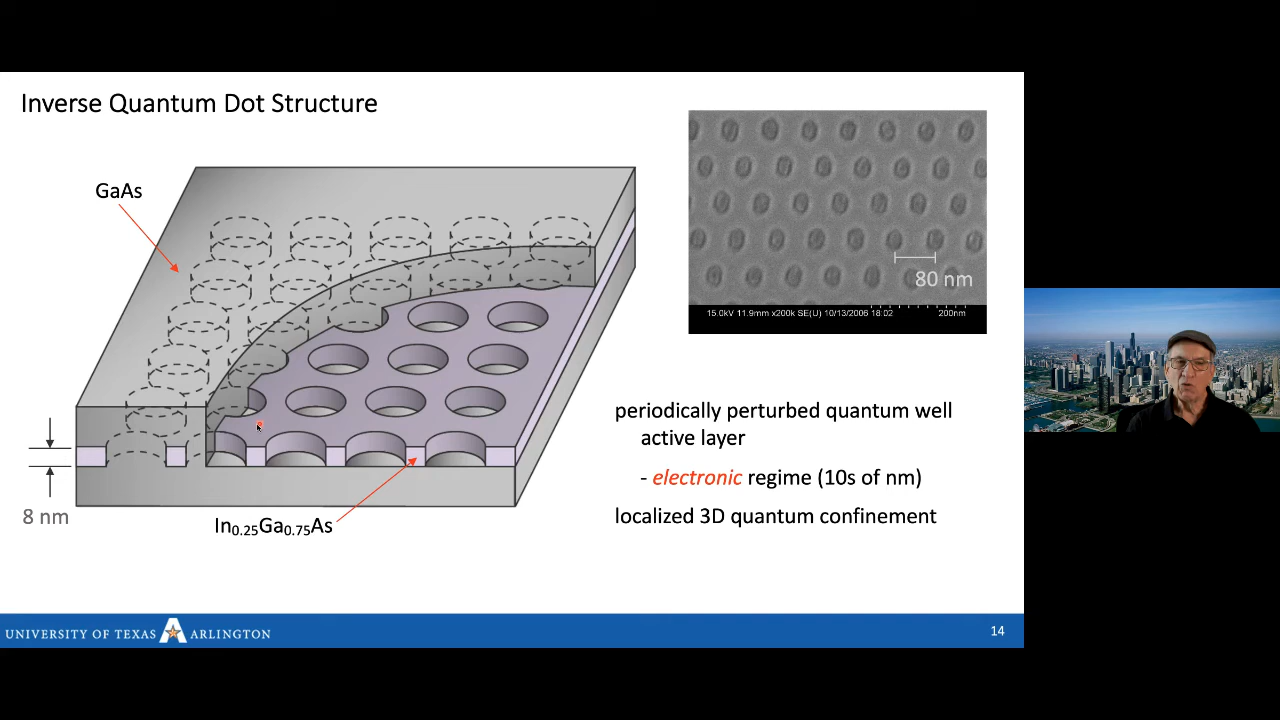 Inverse Quantum Dot Structure
GaAs
80 nm
15.0kV 11.9mm x200k SE(U) 10/13/2006 18:02 200nm
periodically perturbed quantum well
active layer
- electronic regime (10s of nm)
localized 3D quantum confinement
8 nm
In0.25Ga0.75As
UNIVERSITY OF TEXAS A ARLINGTON
14